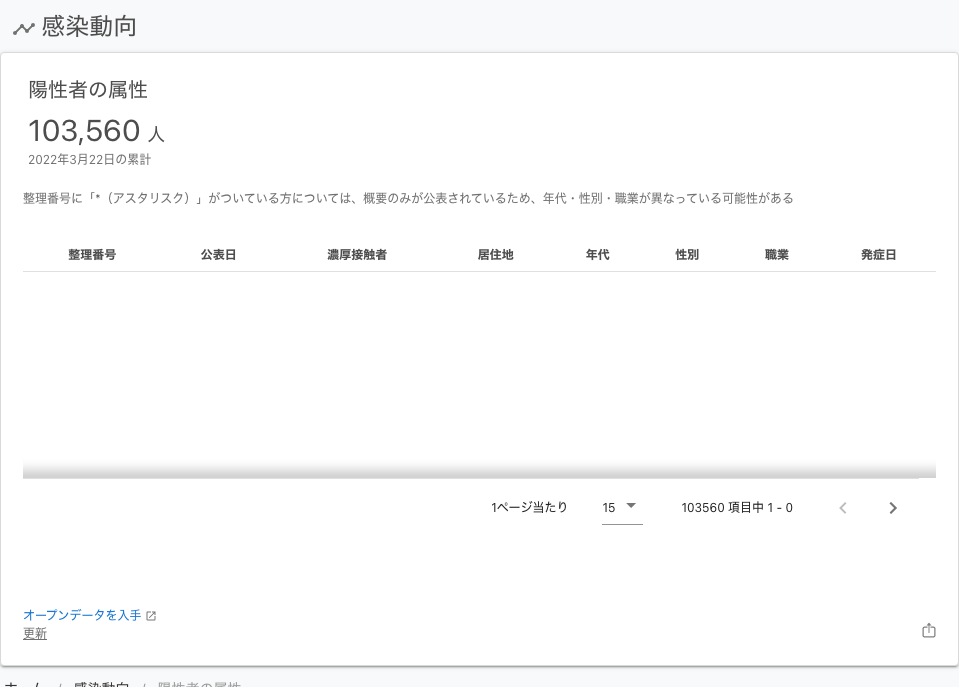 感染動向
陽性者の属性
103,560 人
2022年3月22日の累計
整理番号に「*（アスタリスク）」がついている方については、概要のみが公表されているため、年代・性別・職業が異なっている可能性がある
整理番号 公表日 濃厚接触者 居住地 年代 性別 職業 発症日
1ページ当たり 15 103560 項目中 1 - 0
オープンデータを入手
更新
ホーム / 感染動向 / 陽性者の属性